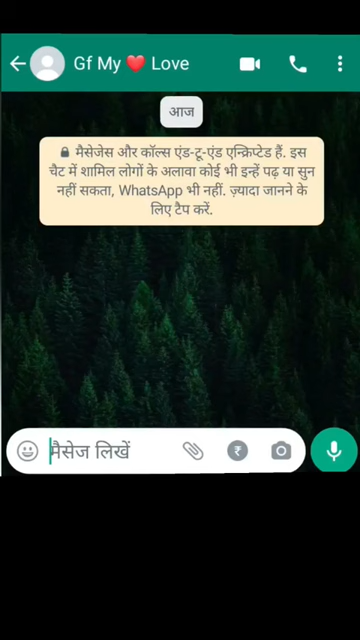 Gf My ❤️ Love
आज
🔒 मैसेजेस और कॉल्स एंड-टू-एंड एन्क्रिप्टेड हैं. इस
चैट में शामिल लोगों के अलावा कोई भी इन्हें पढ़ या सुन
नहीं सकता, WhatsApp भी नहीं. ज़्यादा जानने के
लिए टैप करें.
मैसेज लिखें